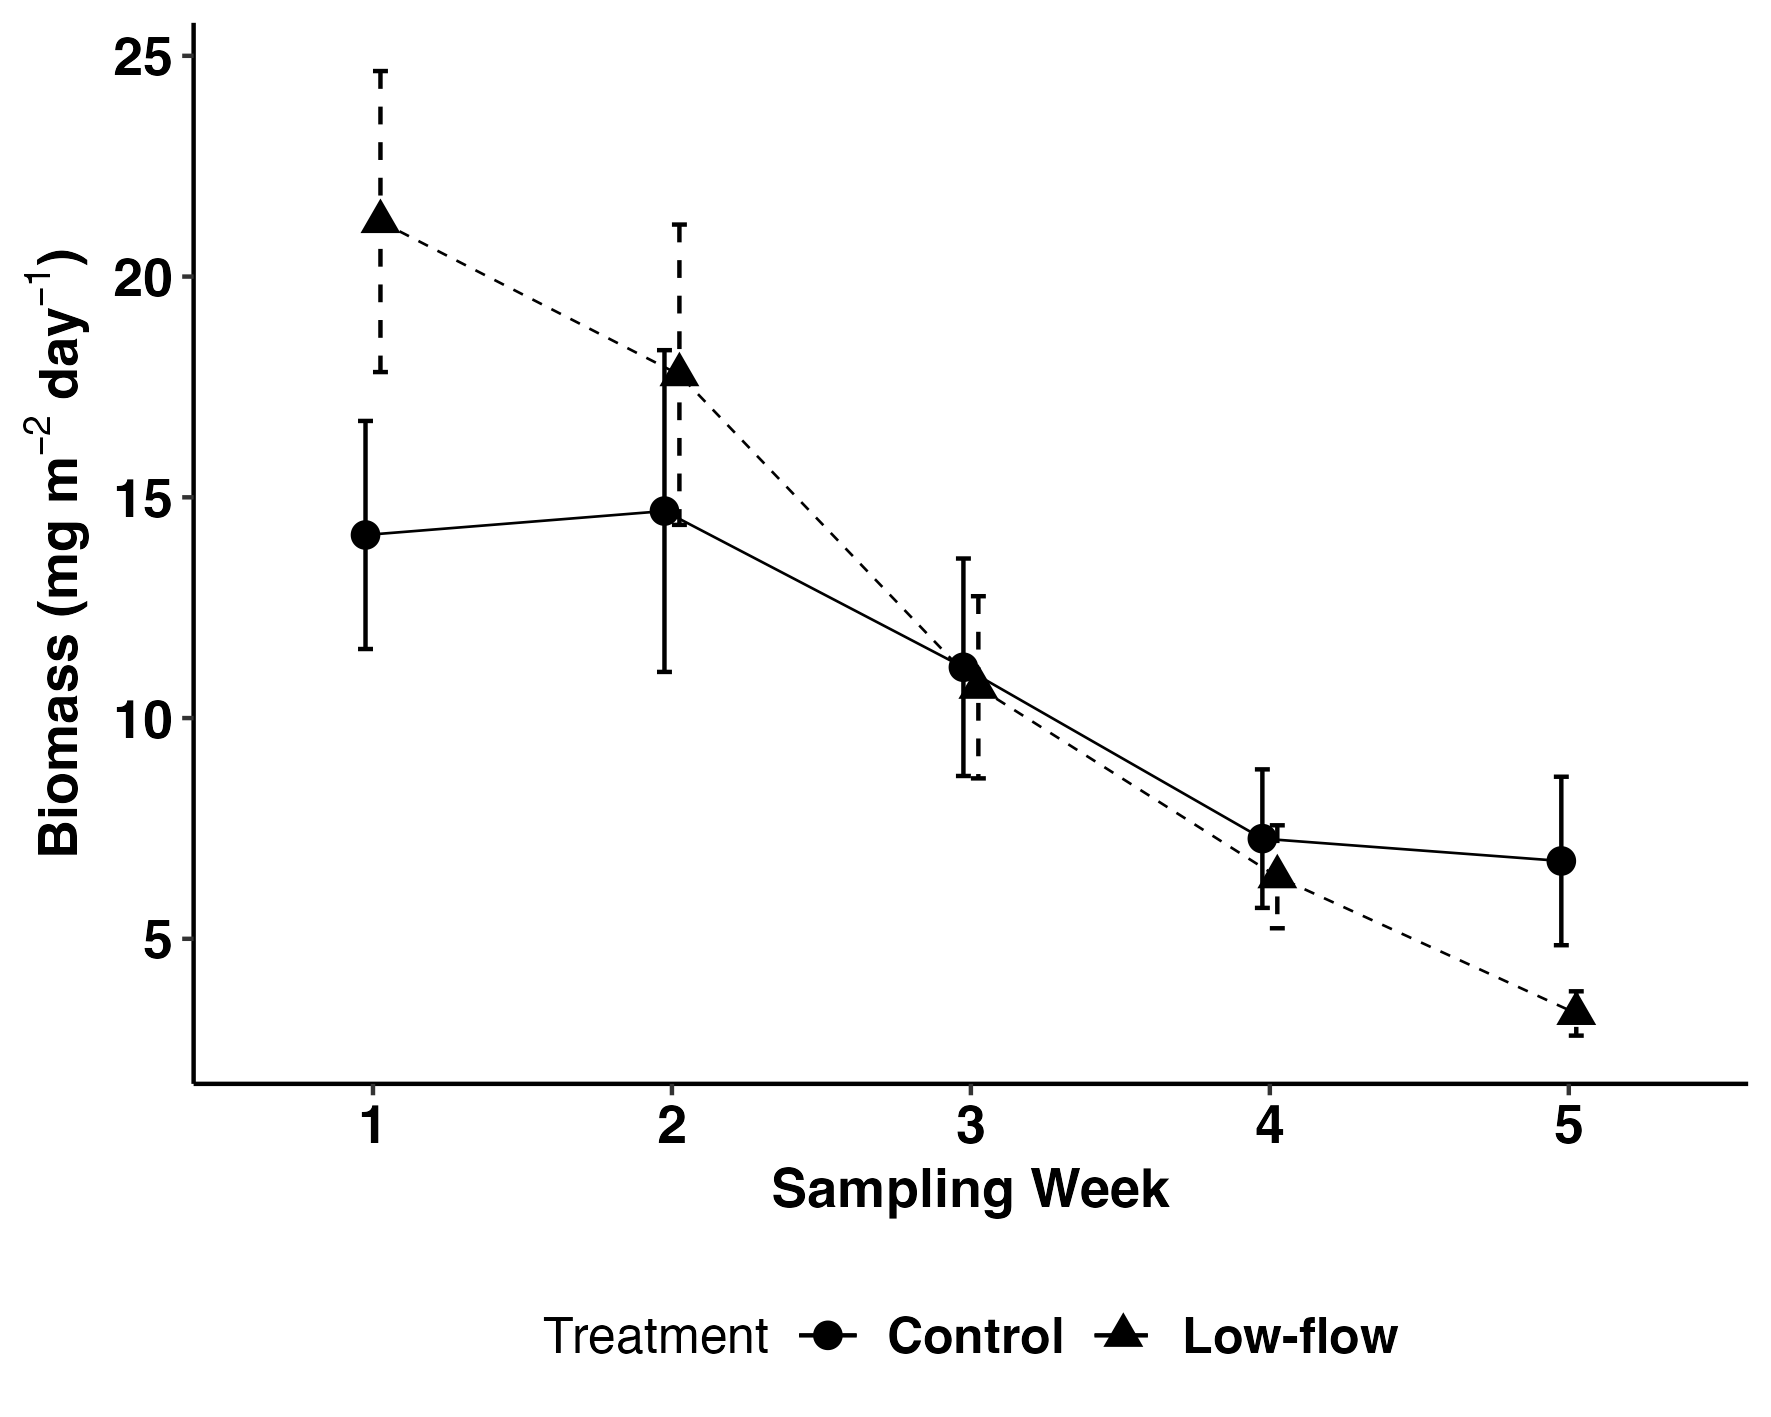 25
20
15
10
5
Biomass (mg m⁻² day⁻¹)
1 2 3 4 5
Sampling Week
Treatment Control Low-flow